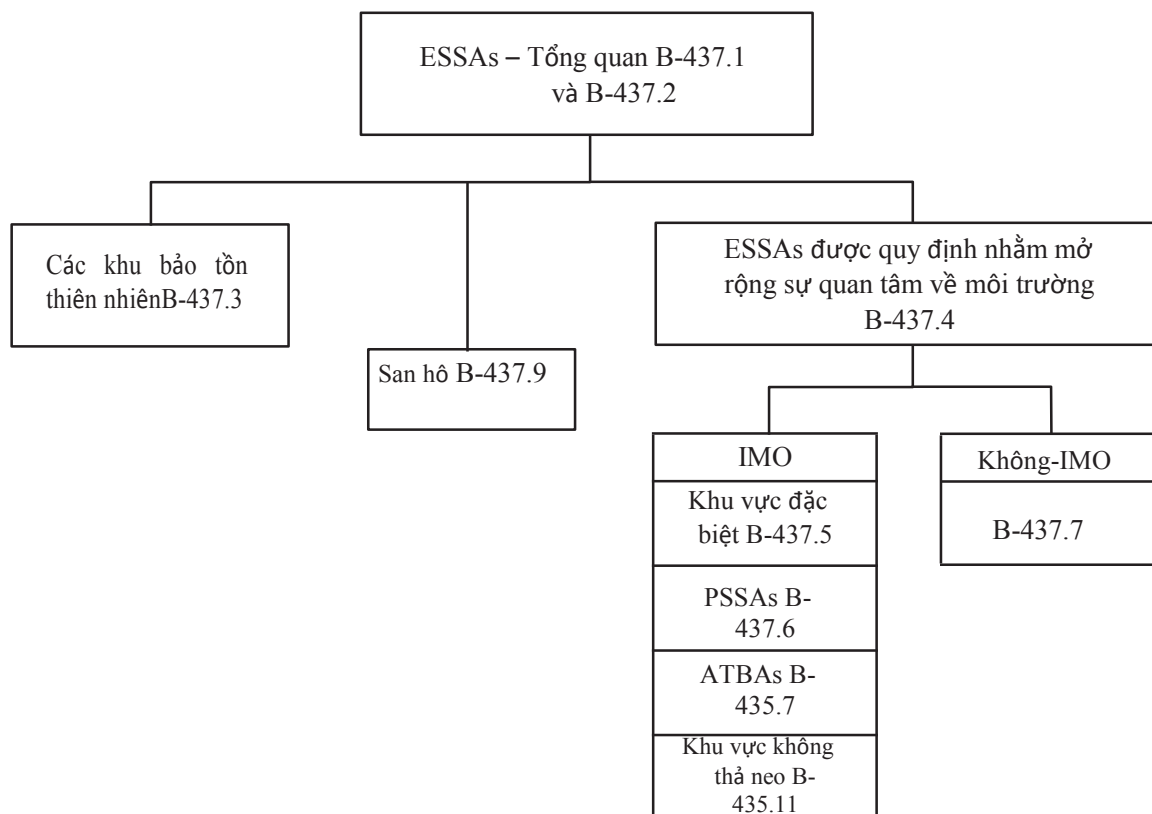 ESSAs – Tổng quan B-437.1
và B-437.2
Các khu bảo tồn
thiên nhiênB-437.3
San hô B-437.9
ESSAs được quy định nhằm mở
rộng sự quan tâm về môi trường
B-437.4
IMO
Khu vực đặc
biệt B-437.5
PSSAs B-
437.6
ATBAs B-
435.7
Khu vực không
thả neo B-
435.11
Không-IMO
B-437.7